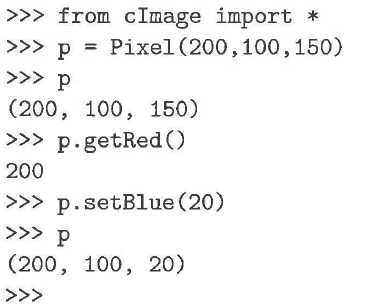 >>> from cImage import *
>>> p = Pixel(200,100,150)
>>> p
(200, 100, 150)
>>> p.getRed()
200
>>> p.setBlue(20)
>>> p
(200, 100, 20)
>>>